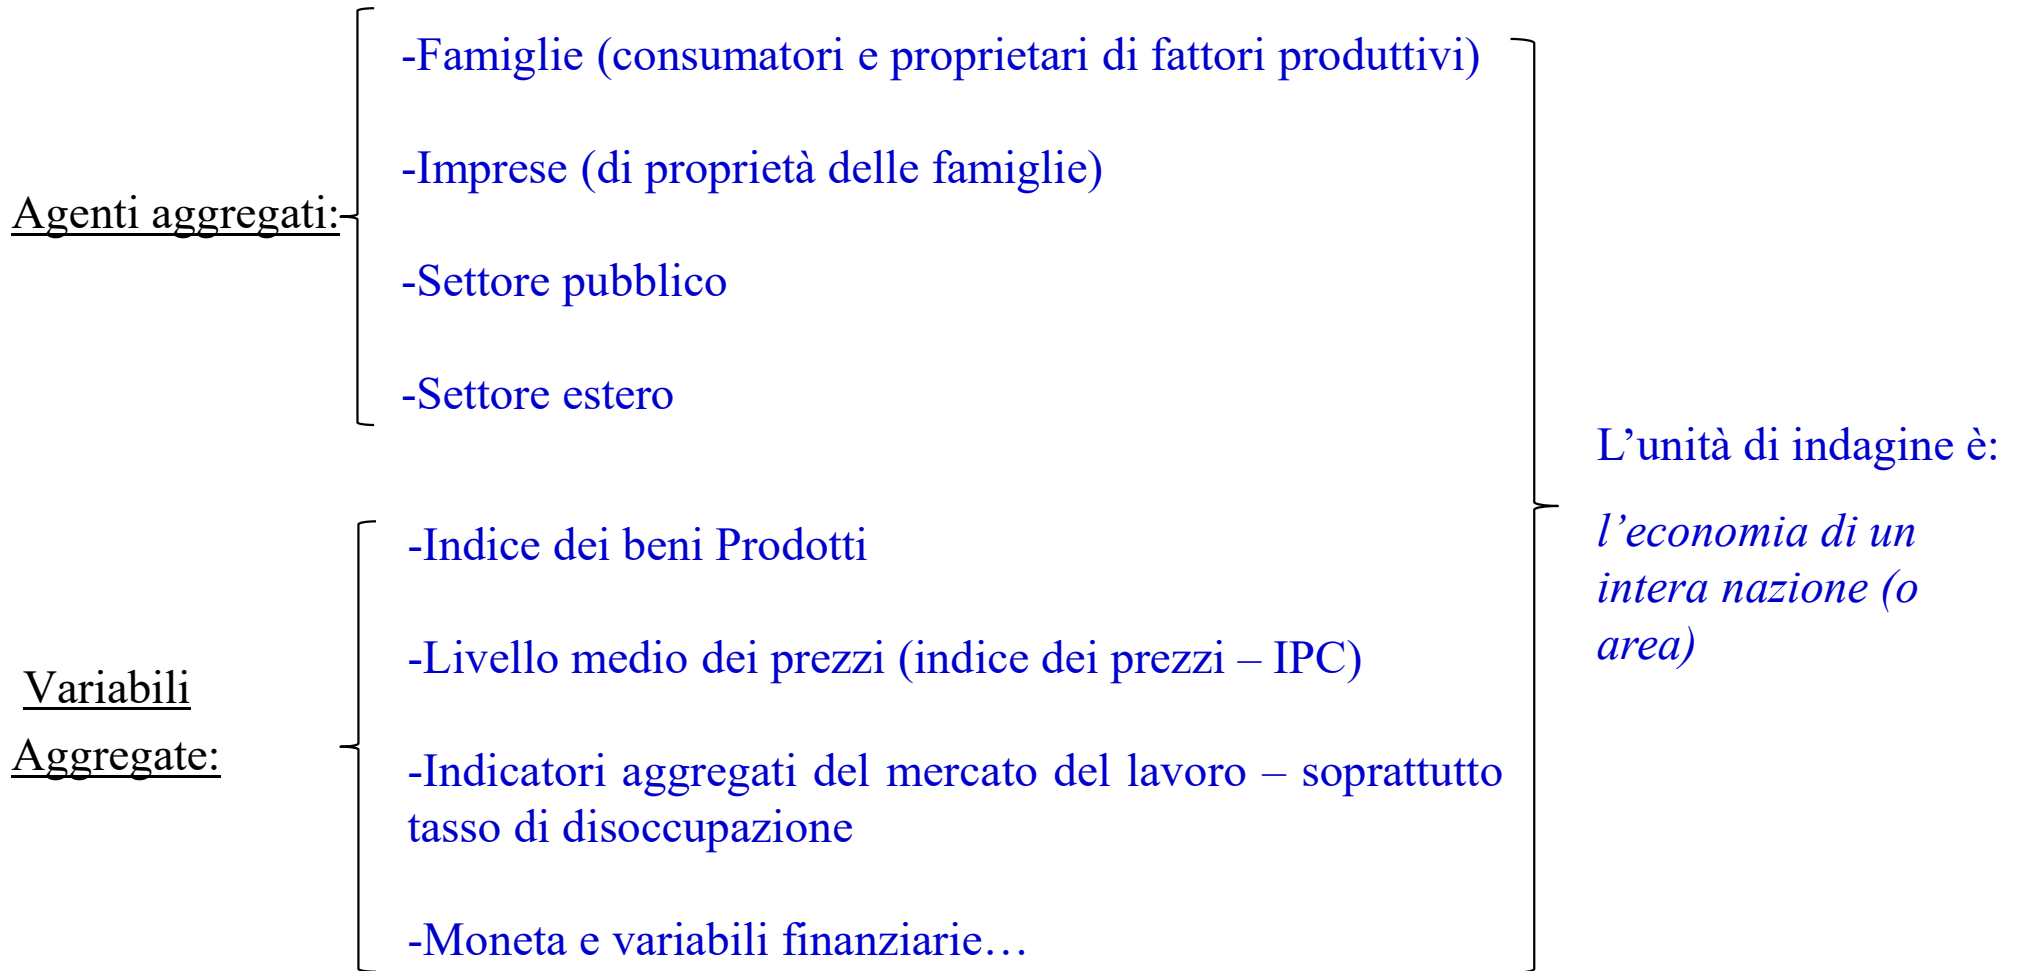 -Famiglie (consumatori e proprietari di fattori produttivi)
-Imprese (di proprietà delle famiglie)
Agenti aggregati:
-Settore pubblico
-Settore estero
-Indice dei beni Prodotti
-Livello medio dei prezzi (indice dei prezzi – IPC)
Variabili
Aggregate:
-Indicatori aggregati del mercato del lavoro – soprattutto
tasso di disoccupazione
-Moneta e variabili finanziarie…
L’unità di indagine è:
l’economia di un
intera nazione (o
area)